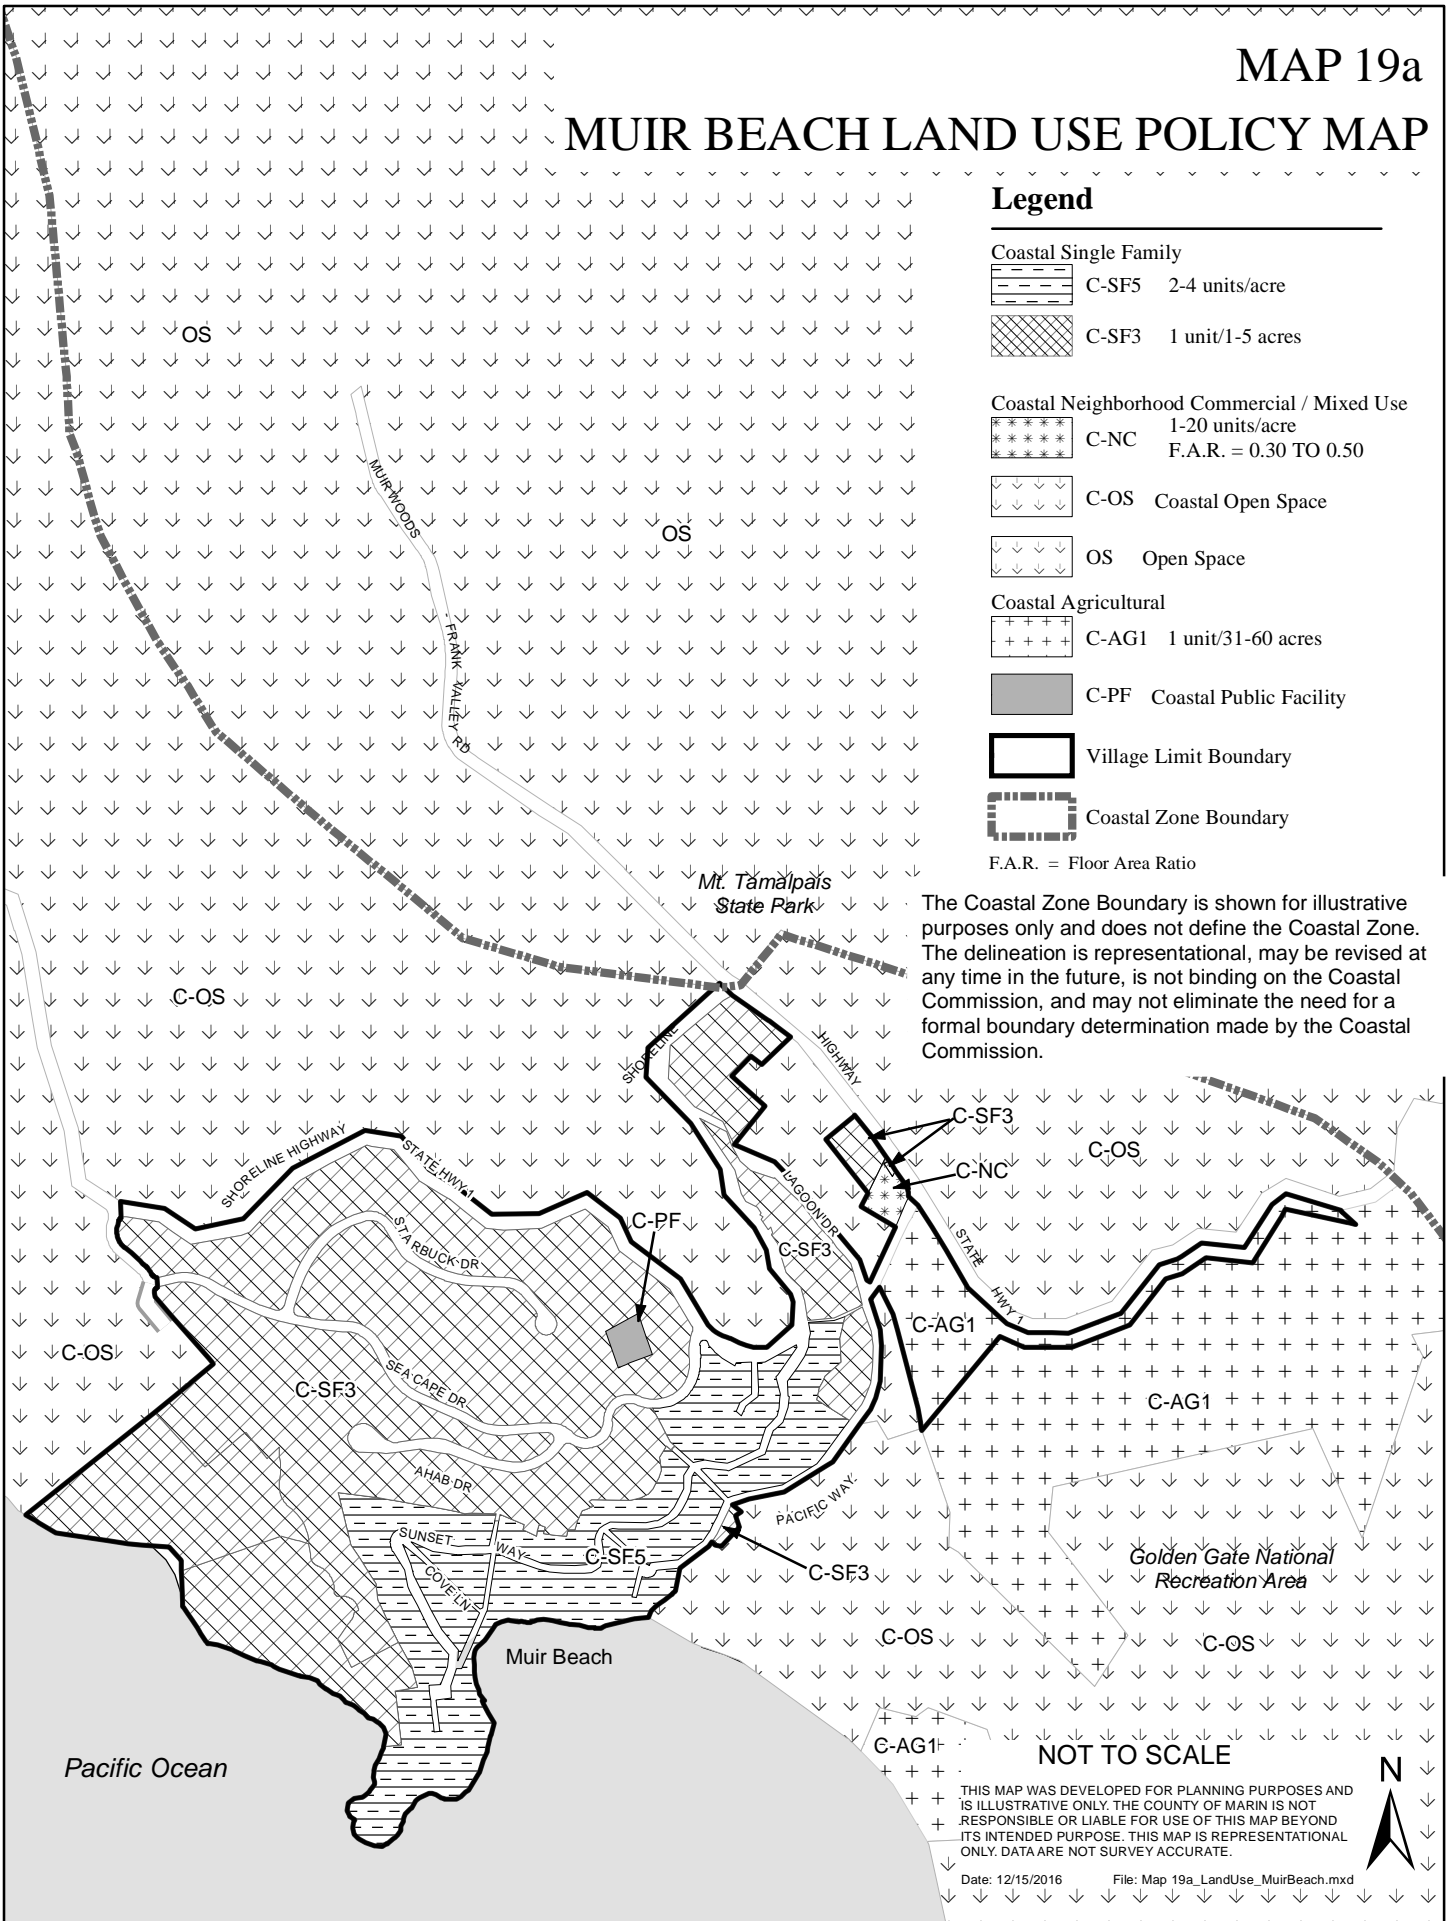 MAP 19a
MUIR BEACH LAND USE POLICY MAP
Legend
Coastal Single Family
C-SF5 2-4 units/acre
C-SF3 1 unit/1-5 acres
Coastal Neighborhood Commercial / Mixed Use
C-NC 1-20 units/acre
F.A.R. = 0.30 TO 0.50
C-OS Coastal Open Space
OS Open Space
Coastal Agricultural
C-AG1 1 unit/31-60 acres
C-PF Coastal Public Facility
Village Limit Boundary
Coastal Zone Boundary
F.A.R. = Floor Area Ratio
The Coastal Zone Boundary is shown for illustrative
purposes only and does not define the Coastal Zone.
The delineation is representational, may be revised at
any time in the future, is not binding on the Coastal
Commission, and may not eliminate the need for a
formal boundary determination made by the Coastal
Commission.
OS
OS
MUIR WOODS
- FRANK VALLEY RD
Mt. Tamalpais
State Park
C-OS
SHORELINE
HIGHWAY
C-SF3
C-NC
C-OS
SHORELINE HIGHWAY
STATE HWY 1
STARBUCK DR
C-PF
LAGOON DR
C-SF3
STATE
HWY 1
C-AG1
C-OS
C-SF3
SEA CAPE DR
C-AG1
AHAB DR
PACIFIC WAY
SUNSET
WAY
C-SF5
COVE LN
C-SF3
Golden Gate National
Recreation Area
C-OS
C-OS
Muir Beach
Pacific Ocean
C-AG1
NOT TO SCALE
N
THIS MAP WAS DEVELOPED FOR PLANNING PURPOSES AND
IS ILLUSTRATIVE ONLY. THE COUNTY OF MARIN IS NOT
RESPONSIBLE OR LIABLE FOR USE OF THIS MAP BEYOND
ITS INTENDED PURPOSE. THIS MAP IS REPRESENTATIONAL
ONLY. DATA ARE NOT SURVEY ACCURATE.
Date: 12/15/2016 File: Map 19a_LandUse_MuirBeach.mxd